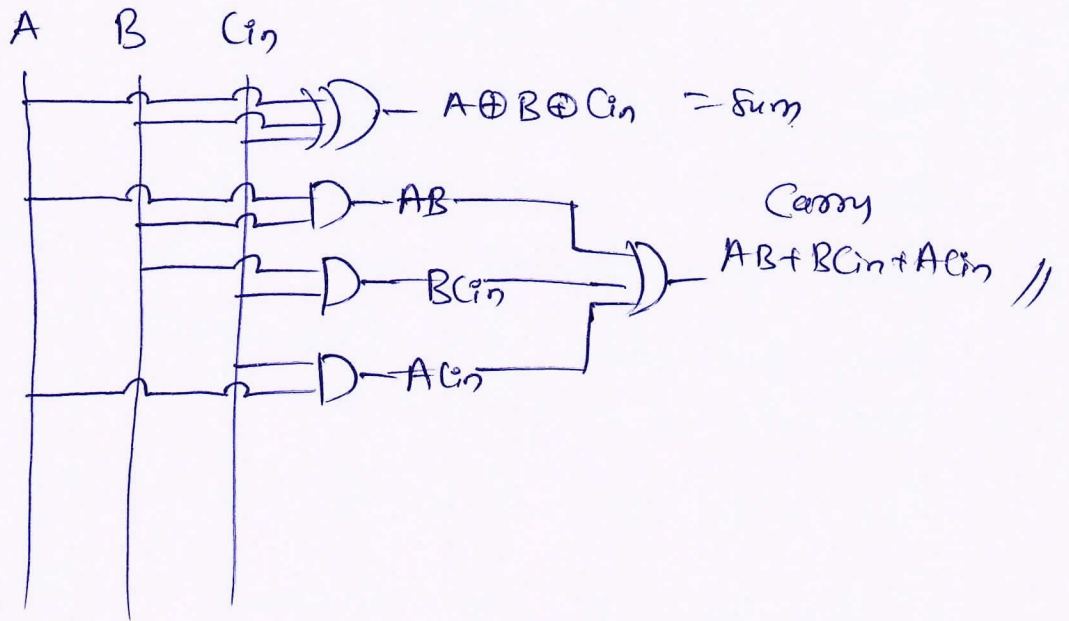 A B Cin
A⊕B⊕Cin = Sum
AB
Carry
AB+BCin+ACin //
BCin
ACin